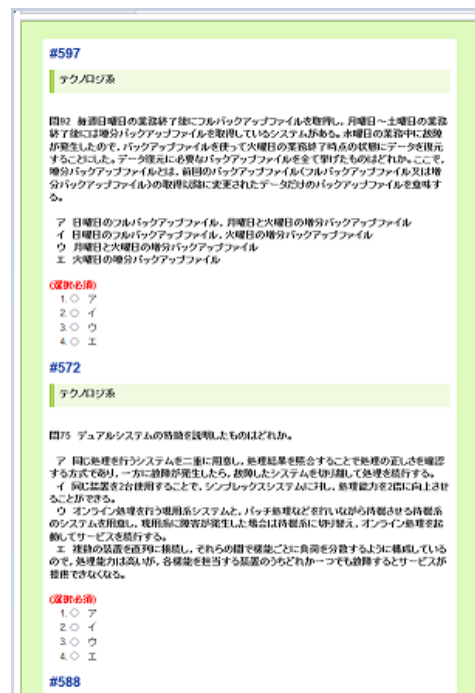 #597
テクノロジ系
問92 毎週日曜日の業務終了後にフルバックアップファイルを取得し，月曜日～土曜日の業務
終了後には増分バックアップファイルを取得しているシステムがある。水曜日の業務中に故障
が発生したので，バックアップファイルを使って火曜日の業務終了時点の状態にデータを復元
することにした。データ復元に必要なバックアップファイルを全て挙げたものはどれか。ここで，
増分バックアップファイルとは，前回のバックアップファイル(フルバックアップファイル又は増
分バックアップファイル)の取得以降に変更されたデータだけのバックアップファイルを意味す
る。
ア 日曜日のフルバックアップファイル，月曜日と火曜日の増分バックアップファイル
イ 日曜日のフルバックアップファイル，火曜日の増分バックアップファイル
ウ 月曜日と火曜日の増分バックアップファイル
エ 火曜日の増分バックアップファイル
(選択必須)
1. ア
2. イ
3. ウ
4. エ
#572
テクノロジ系
問75 デュアルシステムの特徴を説明したものはどれか。
ア 同じ処理を行うシステムを二重に用意し，処理結果を照合することで処理の正しさを確認
する方式であり，一方に故障が発生したら，故障したシステムを切り離して処理を続行する。
イ 同じ装置を2台使用することで，シンプレックスシステムに対し，処理能力を2倍に向上させ
ることができる。
ウ オンライン処理を行う現用系システムと，バッチ処理などを行いながら待機させる待機系
のシステムを用意し，現用系に障害が発生した場合は待機系に切り替え，オンライン処理を起
動してサービスを続行する。
エ 複数の装置を直列に接続し，それらの間で機能ごとに負荷を分散するように構成している
ので，処理能力は高いが，各機能を担当する装置のうちどれか一つでも故障するとサービスが
提供できなくなる。
(選択必須)
1. ア
2. イ
3. ウ
4. エ
#588